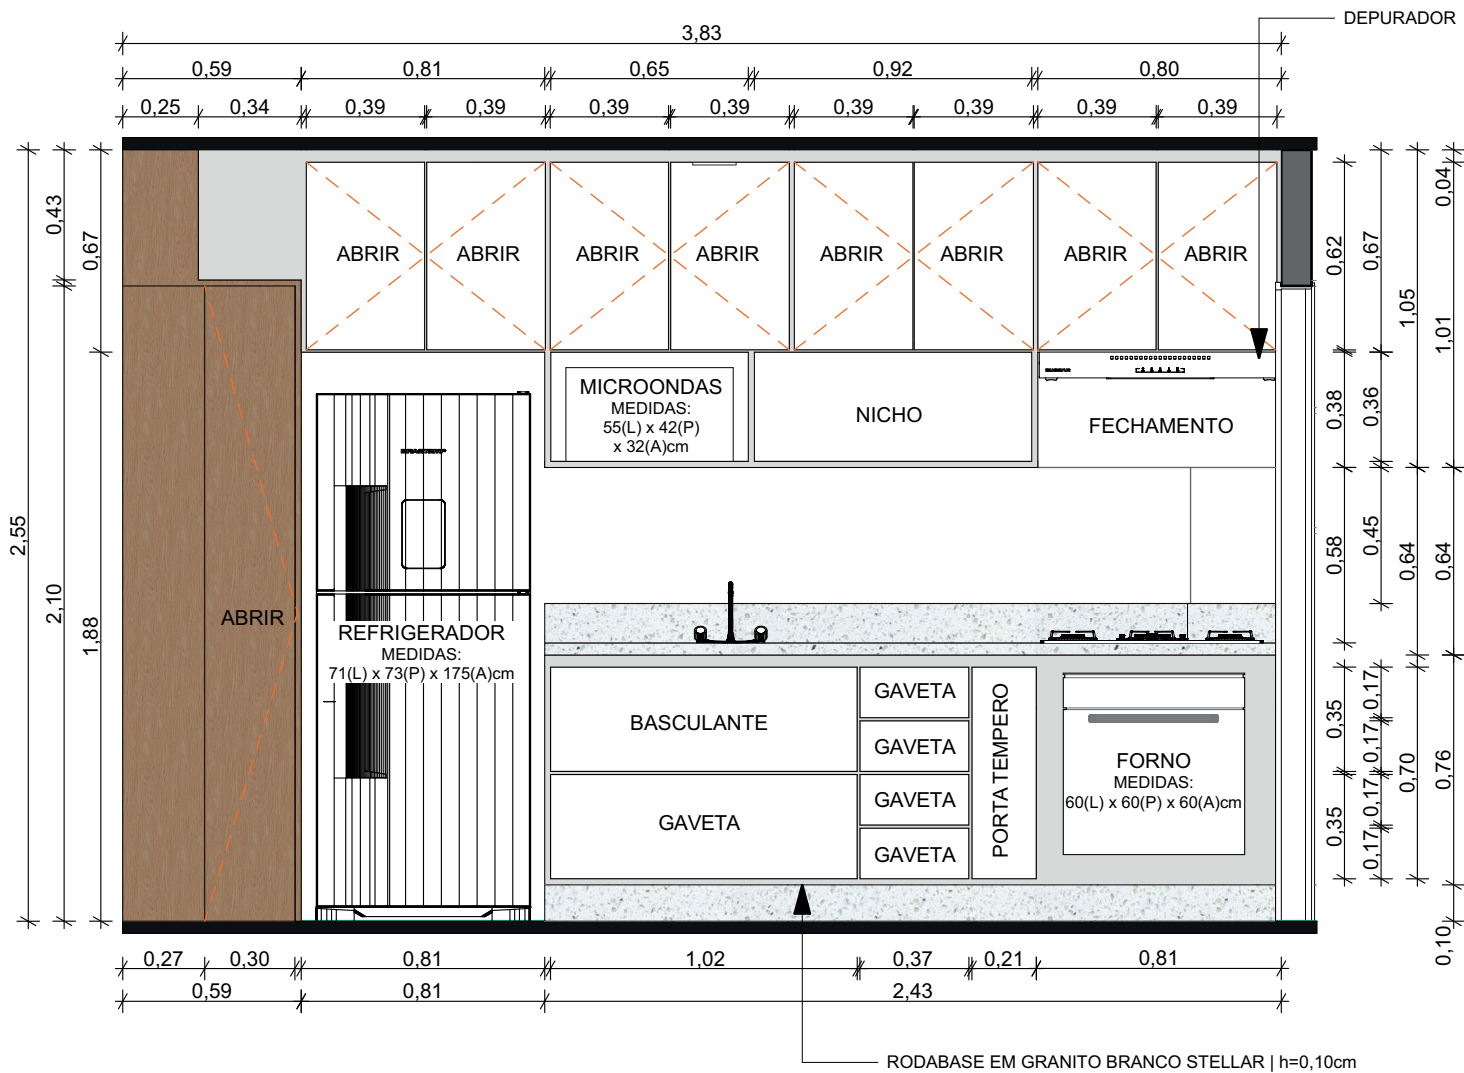 DEPURADOR
3,83
0,59 0,81 0,65 0,92 0,80
0,25 0,34 0,39 0,39 0,39 0,39 0,39 0,39 0,39 0,39
ABRIR ABRIR ABRIR ABRIR ABRIR ABRIR ABRIR ABRIR
2,55
0,43
2,10
0,67
1,88
0,62
0,38
0,58
0,35
0,35
0,67
0,36
0,45
0,17
0,17
0,17
0,17
1,05
0,64
0,70
0,04
1,01
0,64
0,76
0,10
MICROONDAS
MEDIDAS:
55(L) x 42(P)
x 32(A)cm
NICHO
FECHAMENTO
ABRIR
REFRIGERADOR
MEDIDAS:
71(L) x 73(P) x 175(A)cm
BASCULANTE
GAVETA
GAVETA
GAVETA
GAVETA
GAVETA
PORTA TEMPERO
FORNO
MEDIDAS:
60(L) x 60(P) x 60(A)cm
0,27 0,30 0,81 1,02 0,37 0,21 0,81
0,59 0,81 2,43
RODABASE EM GRANITO BRANCO STELLAR | h=0,10cm